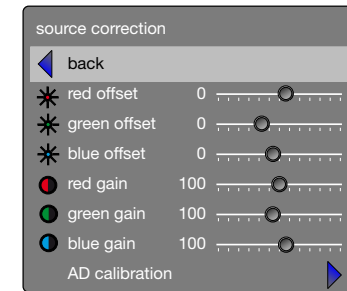 source correction
back
red offset 0
green offset 0
blue offset 0
red gain 100
green gain 100
blue gain 100
AD calibration